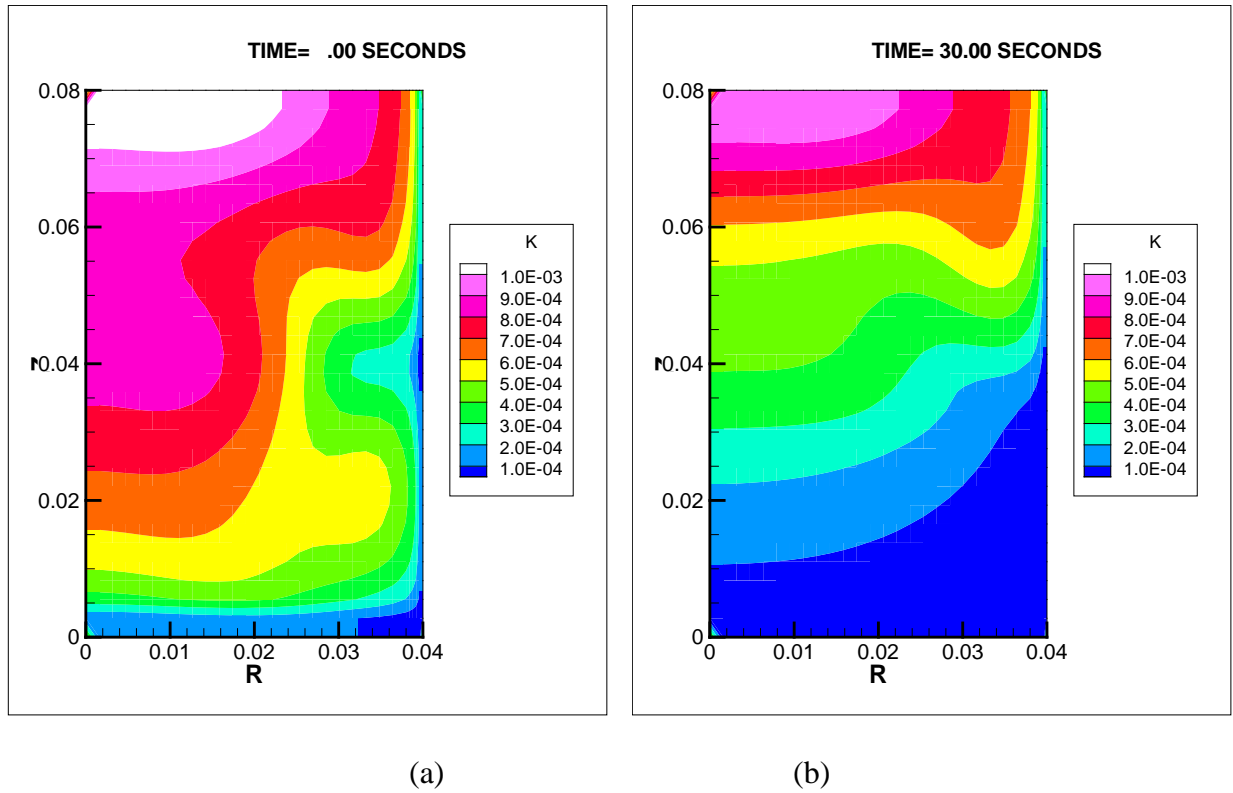 TIME= .00 SECONDS
0.08
0.06
0.04
0.02
0
z
0 0.01 0.02 0.03 0.04
R
K
1.0E-03
9.0E-04
8.0E-04
7.0E-04
6.0E-04
5.0E-04
4.0E-04
3.0E-04
2.0E-04
1.0E-04
TIME= 30.00 SECONDS
0.08
0.06
0.04
0.02
0
z
0 0.01 0.02 0.03 0.04
R
K
1.0E-03
9.0E-04
8.0E-04
7.0E-04
6.0E-04
5.0E-04
4.0E-04
3.0E-04
2.0E-04
1.0E-04
(a) (b)